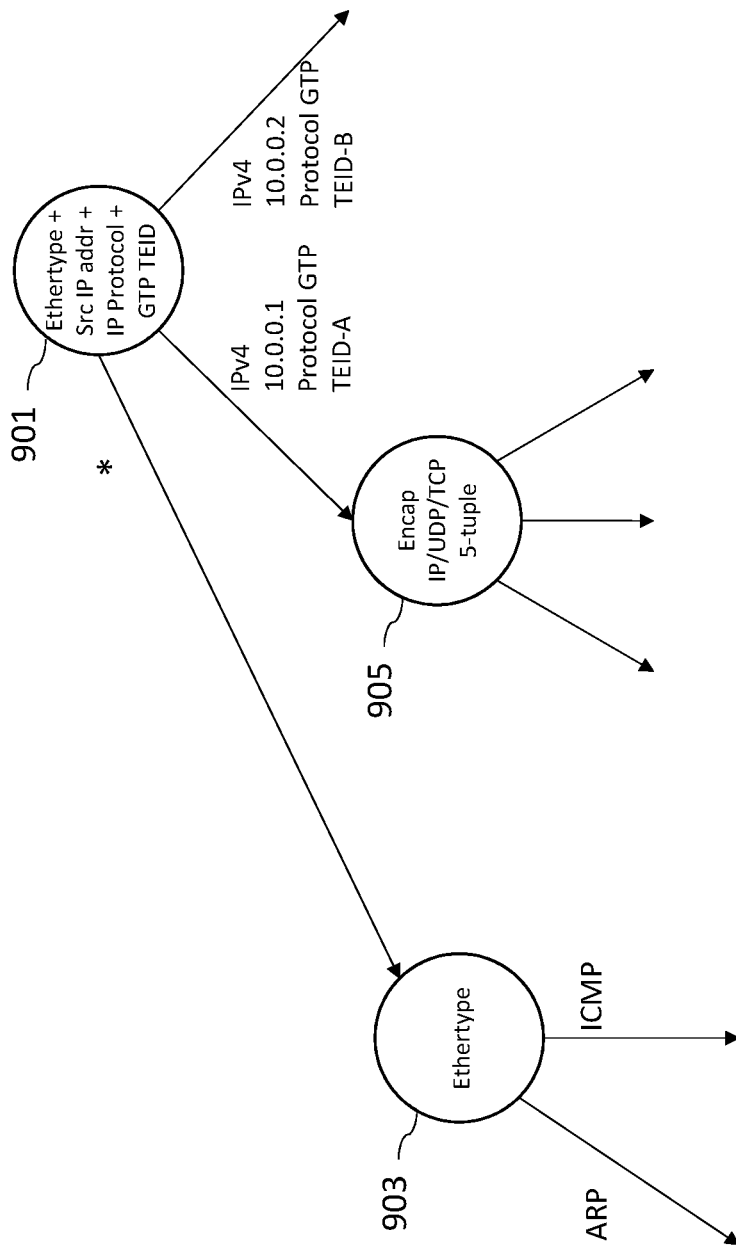 901
Ethertype +
Src IP addr +
IP Protocol +
GTP TEID
*
IPv4
10.0.0.1
Protocol GTP
TEID-A
IPv4
10.0.0.2
Protocol GTP
TEID-B
903
Ethertype
ARP
ICMP
905
Encap
IP/UDP/TCP
5-tuple